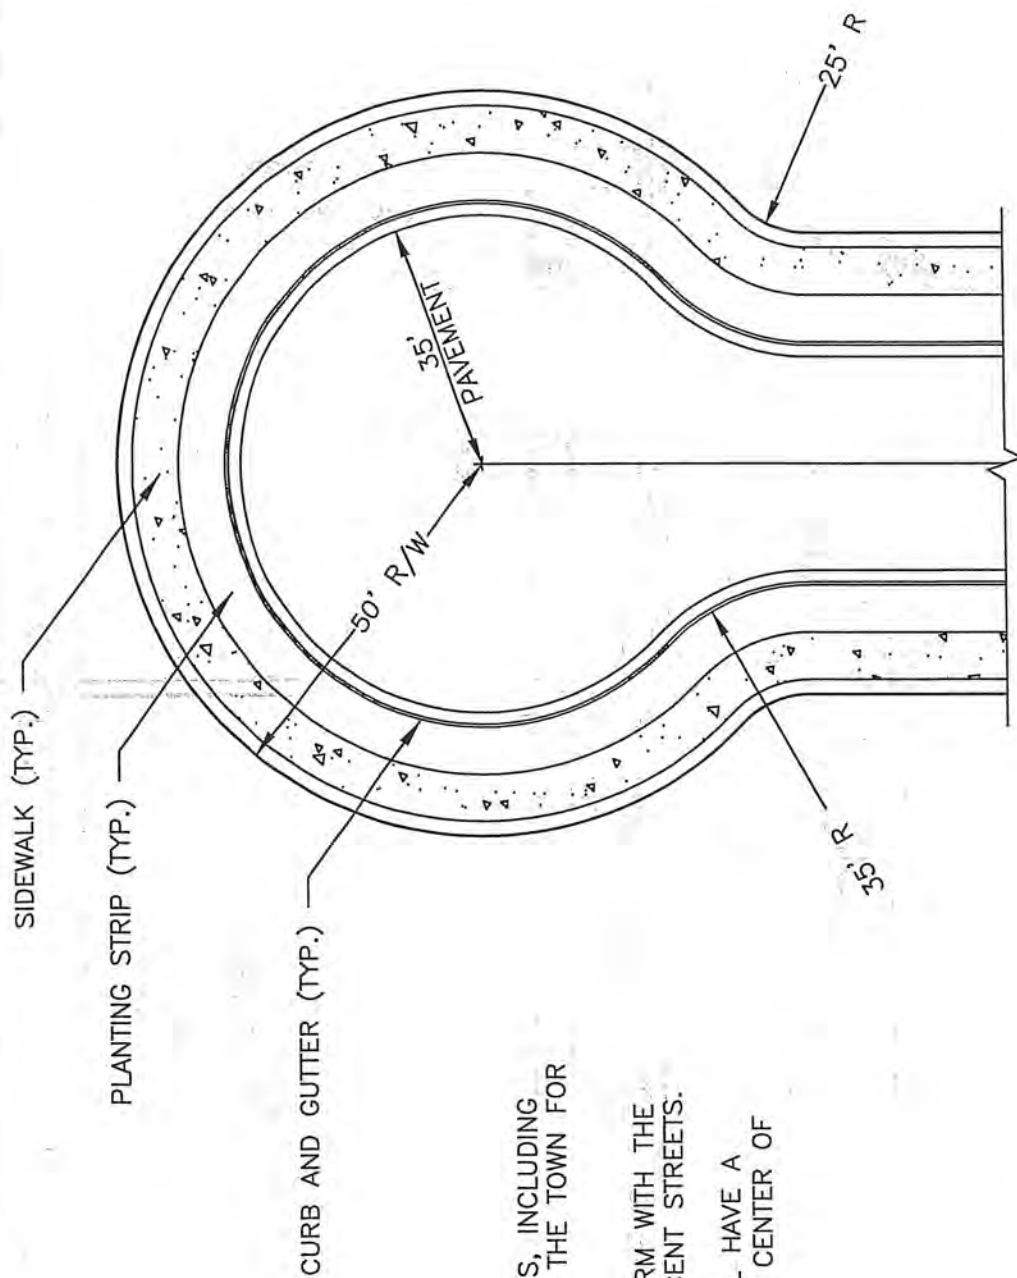 SIDEWALK (TYP.)
PLANTING STRIP (TYP.)
CURB AND GUTTER (TYP.)
50' R/W
35'
PAVEMENT
25' R
35' R
S, INCLUDING
THE TOWN FOR
RM WITH THE
CENT STREETS.
HAVE A
CENTER OF